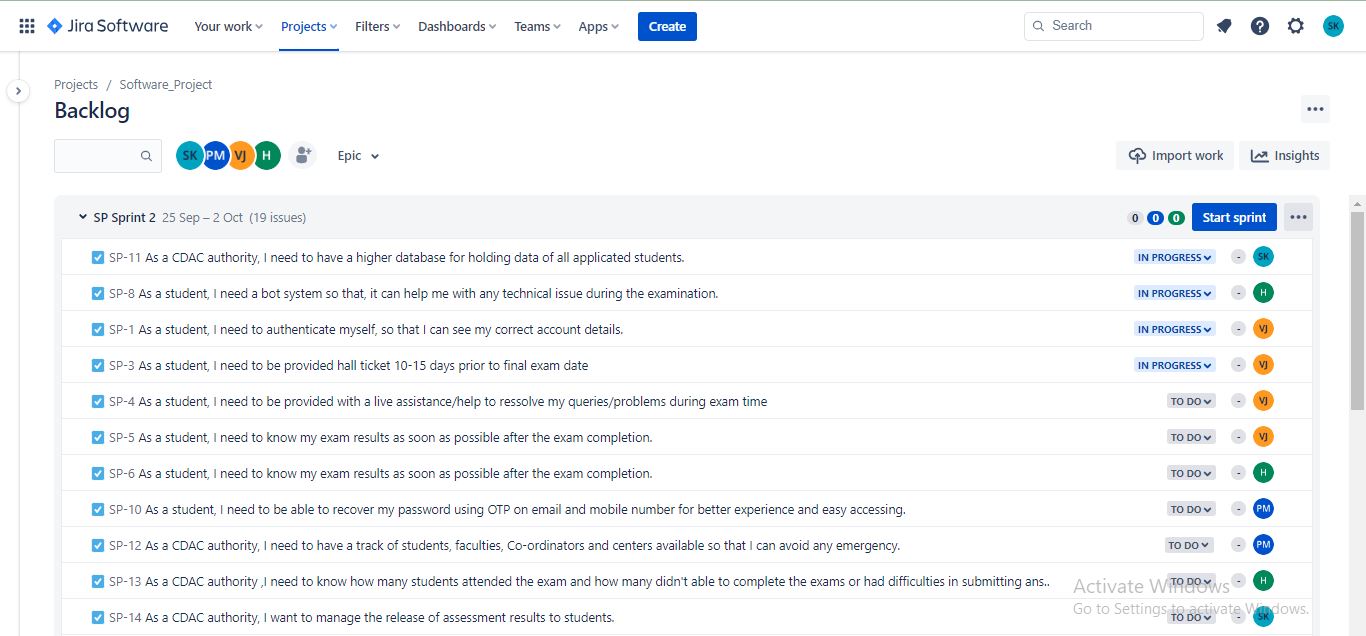 Jira Software Your work Projects Filters Dashboards Teams Apps Create Search SK
Projects / Software_Project
Backlog
SK PM VJ H Epic Import work Insights
SP Sprint 2 25 Sep – 2 Oct (19 issues) 0 0 0 Start sprint
SP-11 As a CDAC authority, I need to have a higher database for holding data of all applicated students. IN PROGRESS - SK
SP-8 As a student, I need a bot system so that, it can help me with any technical issue during the examination. IN PROGRESS - H
SP-1 As a student, I need to authenticate myself, so that I can see my correct account details. IN PROGRESS - VJ
SP-3 As a student, I need to be provided hall ticket 10-15 days prior to final exam date IN PROGRESS - VJ
SP-4 As a student, I need to be provided with a live assistance/help to ressolve my queries/problems during exam time TO DO - VJ
SP-5 As a student, I need to know my exam results as soon as possible after the exam completion. TO DO - VJ
SP-6 As a student, I need to know my exam results as soon as possible after the exam completion. TO DO - H
SP-10 As a student, I need to be able to recover my password using OTP on email and mobile number for better experience and easy accessing. TO DO - PM
SP-12 As a CDAC authority, I need to have a track of students, faculties, Co-ordinators and centers available so that I can avoid any emergency. TO DO - PM
SP-13 As a CDAC authority ,I need to know how many students attended the exam and how many didn't able to complete the exams or had difficulties in submitting ans.. TO DO - H
Activate Windows
Go to Settings to activate Windows.
SP-14 As a CDAC authority, I want to manage the release of assessment results to students. TO DO - SK